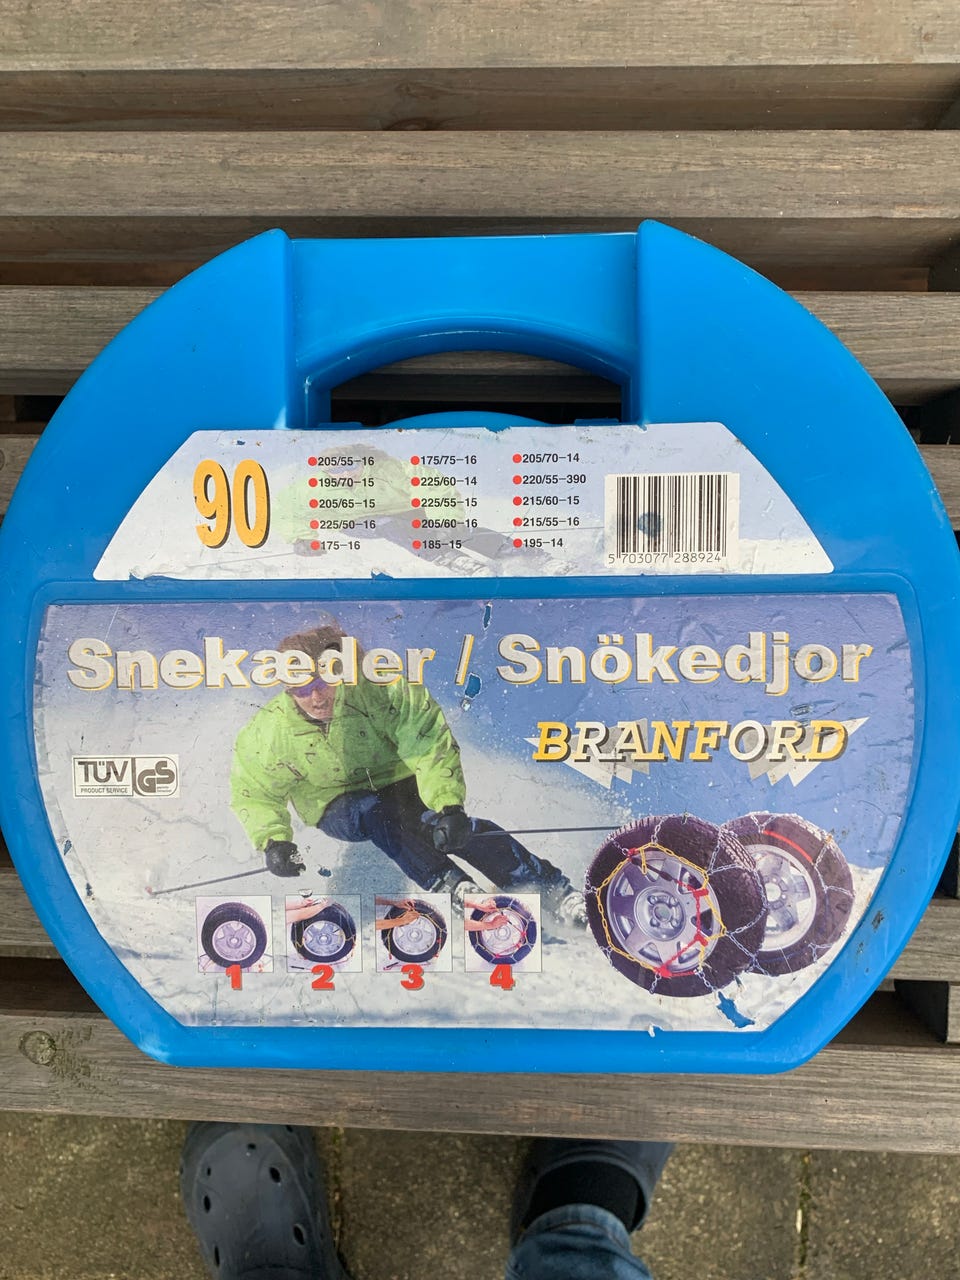 90
205/55-16 175/75-16 205/70-14
195/70-15 225/60-14 220/55-390
205/65-15 225/55-15 215/60-15
225/50-16 205/60-16 215/55-16
175-16 185-15 195-14
5 703077 288924
Snekæder / Snökedjor
BRANFORD
TÜV GS
PRODUCT SERVICE
1 2 3 4